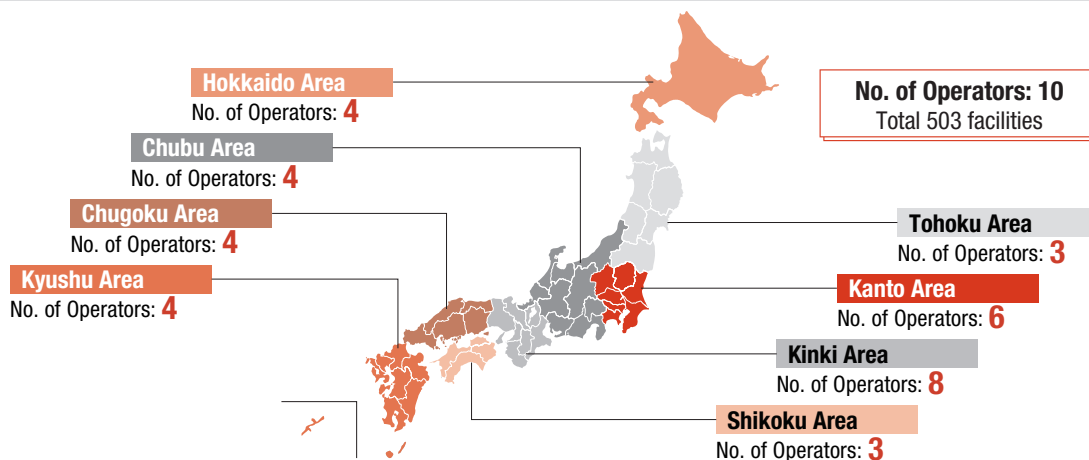 Hokkaido Area
No. of Operators: 4
No. of Operators: 10
Total 503 facilities
Chubu Area
No. of Operators: 4
Chugoku Area
No. of Operators: 4
Tohoku Area
No. of Operators: 3
Kyushu Area
No. of Operators: 4
Kanto Area
No. of Operators: 6
Kinki Area
No. of Operators: 8
Shikoku Area
No. of Operators: 3